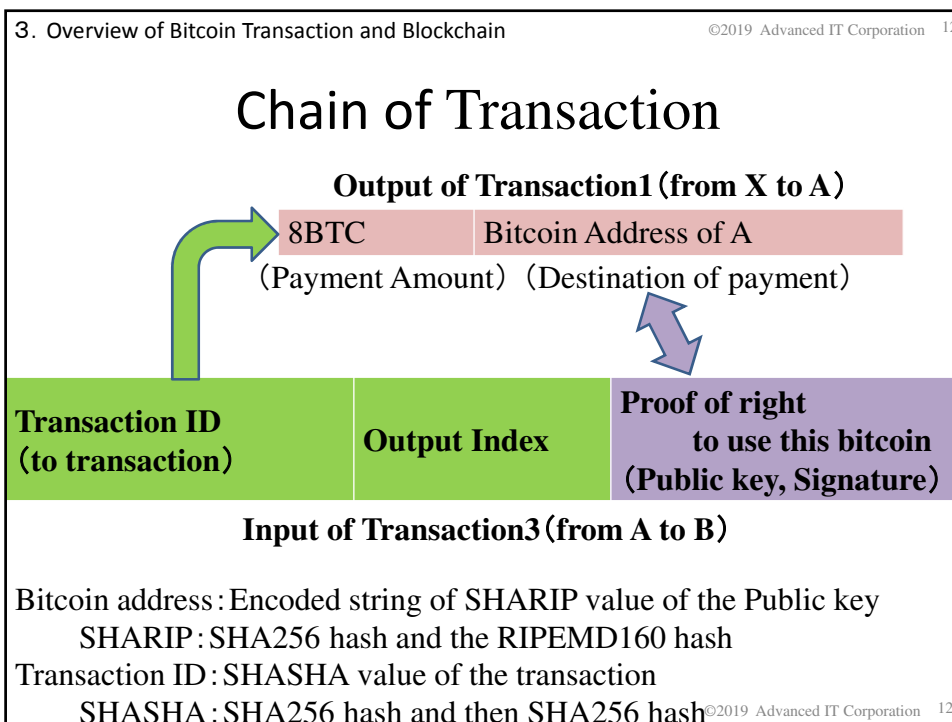 3. Overview of Bitcoin Transaction and Blockchain
©2019 Advanced IT Corporation
Chain of Transaction
Output of Transaction1(from X to A)
8BTC Bitcoin Address of A
(Payment Amount) (Destination of payment)
Transaction ID
(to transaction)
Output Index
Proof of right
to use this bitcoin
(Public key, Signature)
Input of Transaction3(from A to B)
Bitcoin address:Encoded string of SHARIP value of the Public key
SHARIP:SHA256 hash and the RIPEMD160 hash
Transaction ID:SHASHA value of the transaction
SHASHA:SHA256 hash and then SHA256 hash
©2019 Advanced IT Corporation